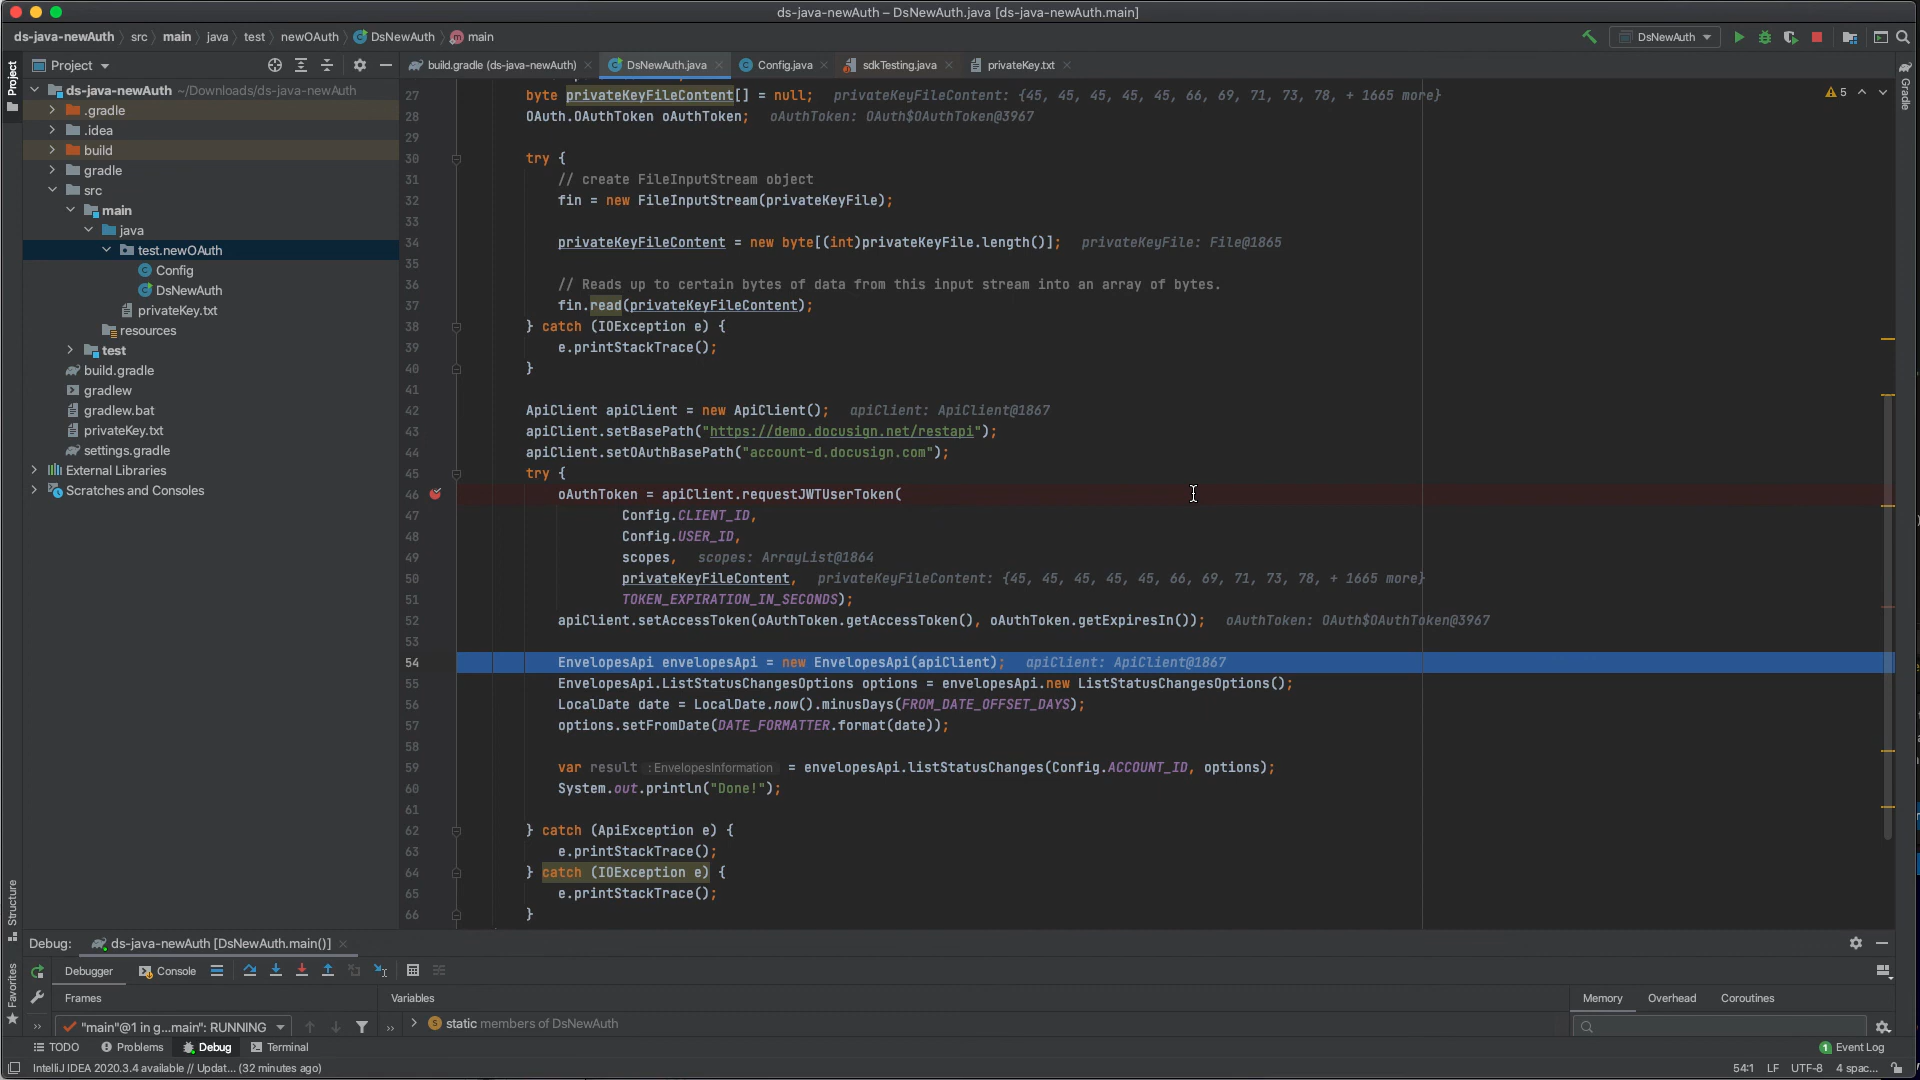 ds-java-newAuth – DsNewAuth.java [ds-java-newAuth.main]
ds-java-newAuth src main java test newOAuth DsNewAuth main
DsNewAuth
Project
build.gradle (ds-java-newAuth)
DsNewAuth.java
Config.java
sdkTesting.java
privateKey.txt
Project
Gradle
ds-java-newAuth ~/Downloads/ds-java-newAuth
.gradle
.idea
build
gradle
src
main
java
test.newOAuth
Config
DsNewAuth
privateKey.txt
resources
test
build.gradle
gradlew
gradlew.bat
privateKey.txt
settings.gradle
External Libraries
Scratches and Consoles
5
27 byte privateKeyFileContent[] = null; privateKeyFileContent: {45, 45, 45, 45, 45, 66, 69, 71, 73, 78, + 1665 more}
28 OAuth.OAuthToken oAuthToken; oAuthToken: OAuth$OAuthToken@3967
29
30 try {
31 // create FileInputStream object
32 fin = new FileInputStream(privateKeyFile);
33
34 privateKeyFileContent = new byte[(int)privateKeyFile.length()]; privateKeyFile: File@1865
35
36 // Reads up to certain bytes of data from this input stream into an array of bytes.
37 fin.read(privateKeyFileContent);
38 } catch (IOException e) {
39 e.printStackTrace();
40 }
41
42 ApiClient apiClient = new ApiClient(); apiClient: ApiClient@1867
43 apiClient.setBasePath("https://demo.docusign.net/restapi");
44 apiClient.setOAuthBasePath("account-d.docusign.com");
45 try {
46 oAuthToken = apiClient.requestJWTUserToken(
47 Config.CLIENT_ID,
48 Config.USER_ID,
49 scopes, scopes: ArrayList@1864
50 privateKeyFileContent, privateKeyFileContent: {45, 45, 45, 45, 45, 66, 69, 71, 73, 78, + 1665 more}
51 TOKEN_EXPIRATION_IN_SECONDS);
52 apiClient.setAccessToken(oAuthToken.getAccessToken(), oAuthToken.getExpiresIn()); oAuthToken: OAuth$OAuthToken@3967
53
54 EnvelopesApi envelopesApi = new EnvelopesApi(apiClient); apiClient: ApiClient@1867
55 EnvelopesApi.ListStatusChangesOptions options = envelopesApi.new ListStatusChangesOptions();
56 LocalDate date = LocalDate.now().minusDays(FROM_DATE_OFFSET_DAYS);
57 options.setFromDate(DATE_FORMATTER.format(date));
58
59 var result : EnvelopesInformation = envelopesApi.listStatusChanges(Config.ACCOUNT_ID, options);
60 System.out.println("Done!");
61
62 } catch (ApiException e) {
63 e.printStackTrace();
64 } catch (IOException e) {
65 e.printStackTrace();
66 }
Structure
Favorites
Debug: ds-java-newAuth [DsNewAuth.main()]
Debugger Console
Frames Variables Memory Overhead Coroutines
"main"@1 in g...main": RUNNING
static members of DsNewAuth
TODO Problems Debug Terminal
1 Event Log
IntelliJ IDEA 2020.3.4 available // Updat... (32 minutes ago)
54:1 LF UTF-8 4 spac...